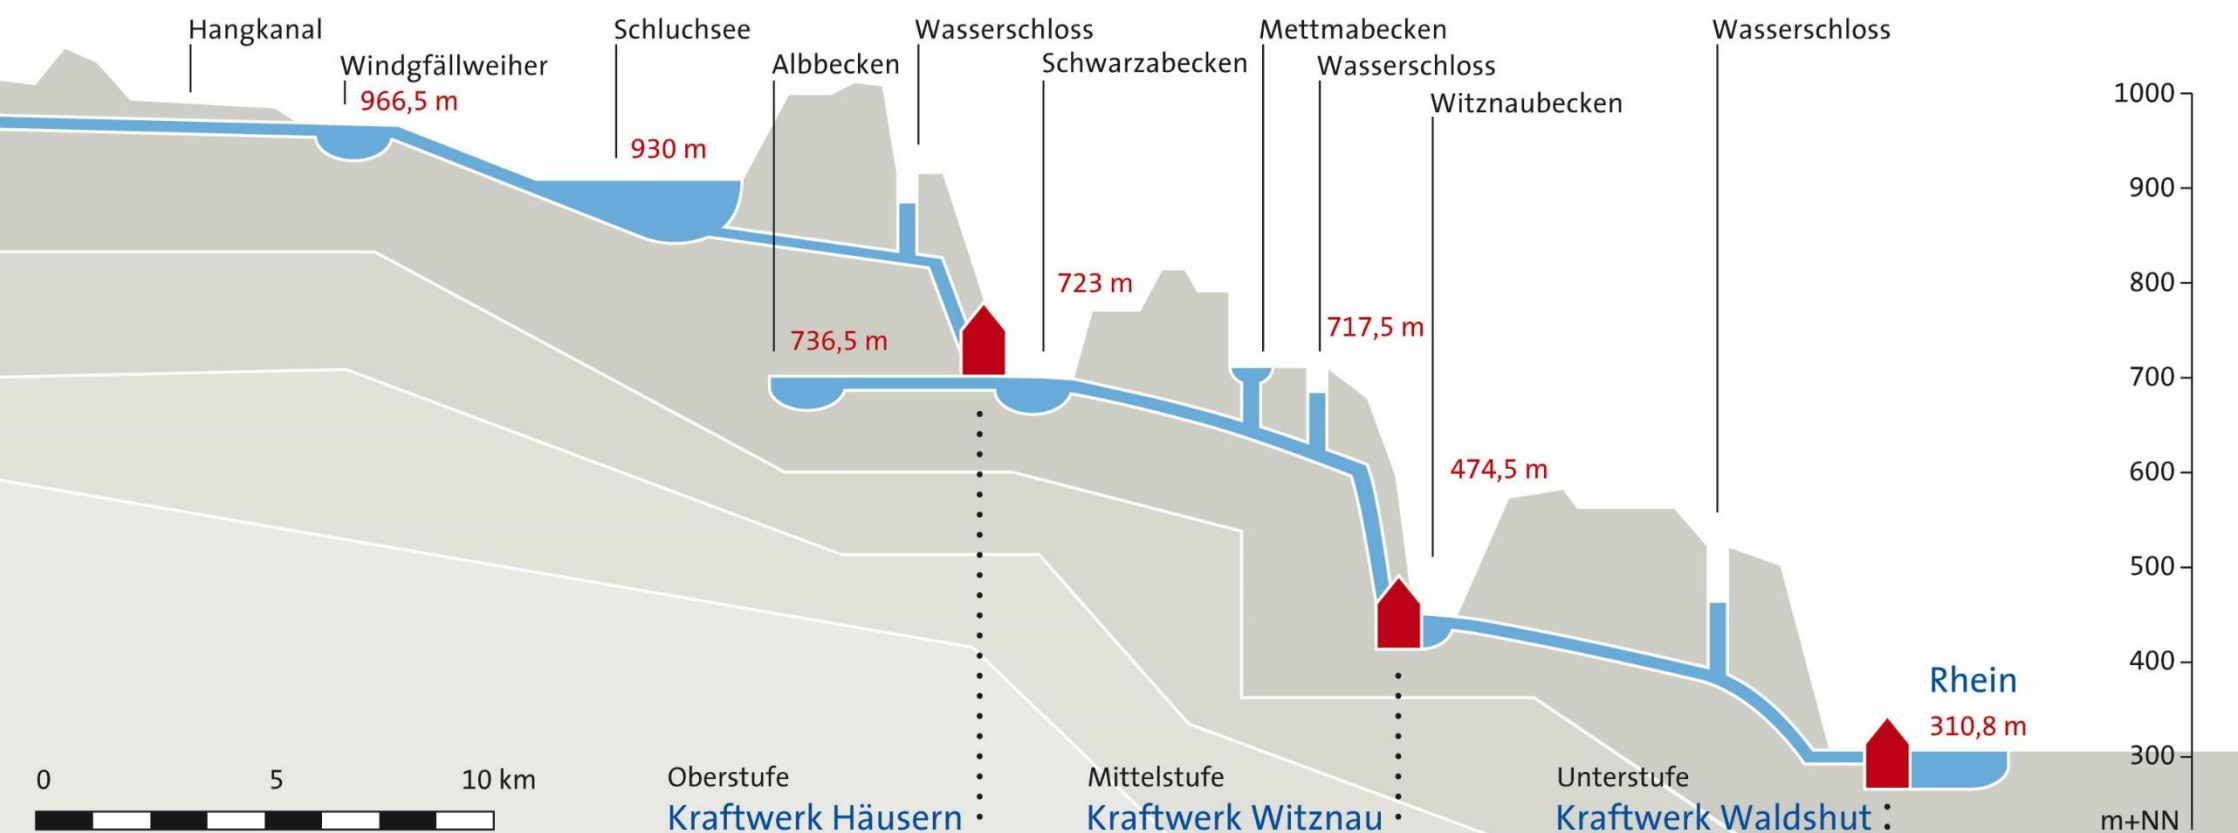 Hangkanal
Schluchsee
Wasserschloss
Mettmabecken
Wasserschloss
Windgfällweiher
Albbecken
Schwarzabecken
Wasserschloss
966,5 m
Witznaubecken
1000
930 m
900
723 m
800
736,5 m
717,5 m
700
474,5 m
600
500
400
Rhein
310,8 m
300
0 5 10 km
Oberstufe
Kraftwerk Häusern
Mittelstufe
Kraftwerk Witznau
Unterstufe
Kraftwerk Waldshut
m+NN